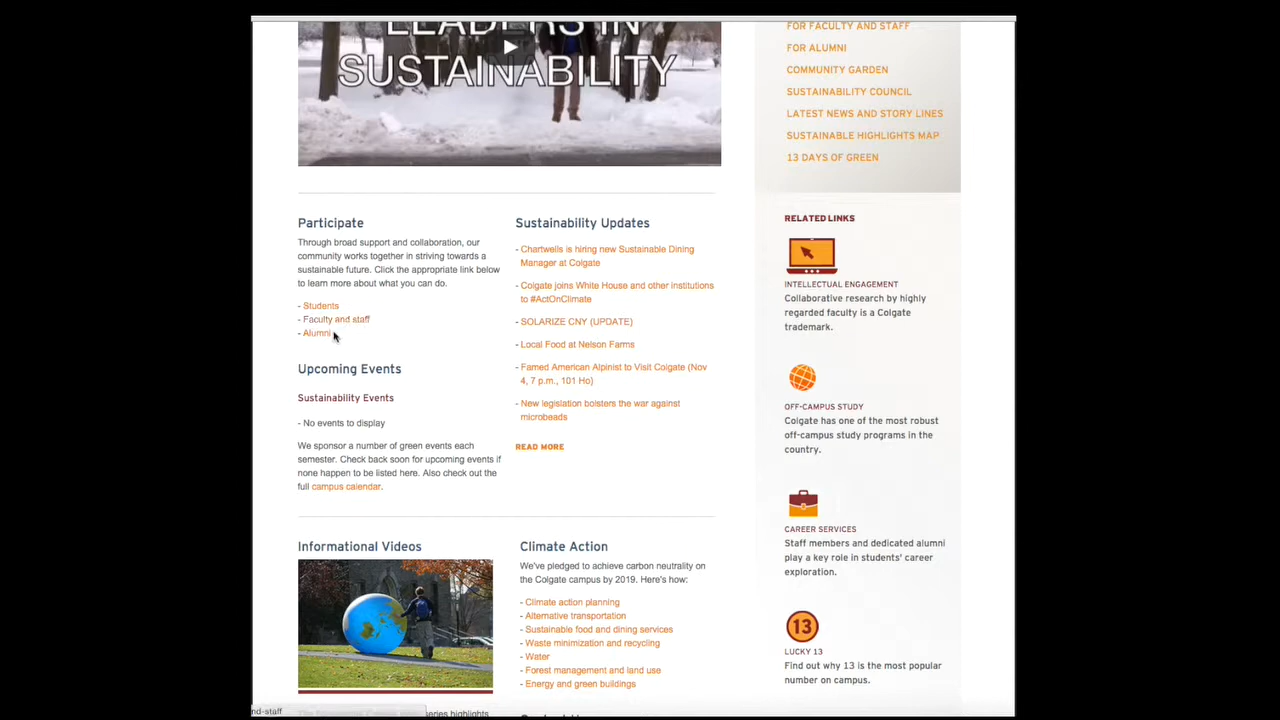 LEADERS IN
SUSTAINABILITY
FOR FACULTY AND STAFF
FOR ALUMNI
COMMUNITY GARDEN
SUSTAINABILITY COUNCIL
LATEST NEWS AND STORY LINES
SUSTAINABLE HIGHLIGHTS MAP
13 DAYS OF GREEN
Participate
Through broad support and collaboration, our
community works together in striving towards a
sustainable future. Click the appropriate link below
to learn more about what you can do.
- Students
- Faculty and staff
- Alumni
Upcoming Events
Sustainability Events
- No events to display
We sponsor a number of green events each
semester. Check back soon for upcoming events if
none happen to be listed here. Also check out the
full campus calendar.
Sustainability Updates
- Chartwells is hiring new Sustainable Dining
Manager at Colgate
- Colgate joins White House and other institutions
to #ActOnClimate
- SOLARIZE CNY (UPDATE)
- Local Food at Nelson Farms
- Famed American Alpinist to Visit Colgate (Nov
4, 7 p.m., 101 Ho)
- New legislation bolsters the war against
microbeads
READ MORE
RELATED LINKS
INTELLECTUAL ENGAGEMENT
Collaborative research by highly
regarded faculty is a Colgate
trademark.
OFF-CAMPUS STUDY
Colgate has one of the most robust
off-campus study programs in the
country.
CAREER SERVICES
Staff members and dedicated alumni
play a key role in students' career
exploration.
13
LUCKY 13
Find out why 13 is the most popular
number on campus.
Informational Videos
Climate Action
We've pledged to achieve carbon neutrality on
the Colgate campus by 2019. Here's how:
- Climate action planning
- Alternative transportation
- Sustainable food and dining services
- Waste minimization and recycling
- Water
- Forest management and land use
- Energy and green buildings
nd-staff
series highlights